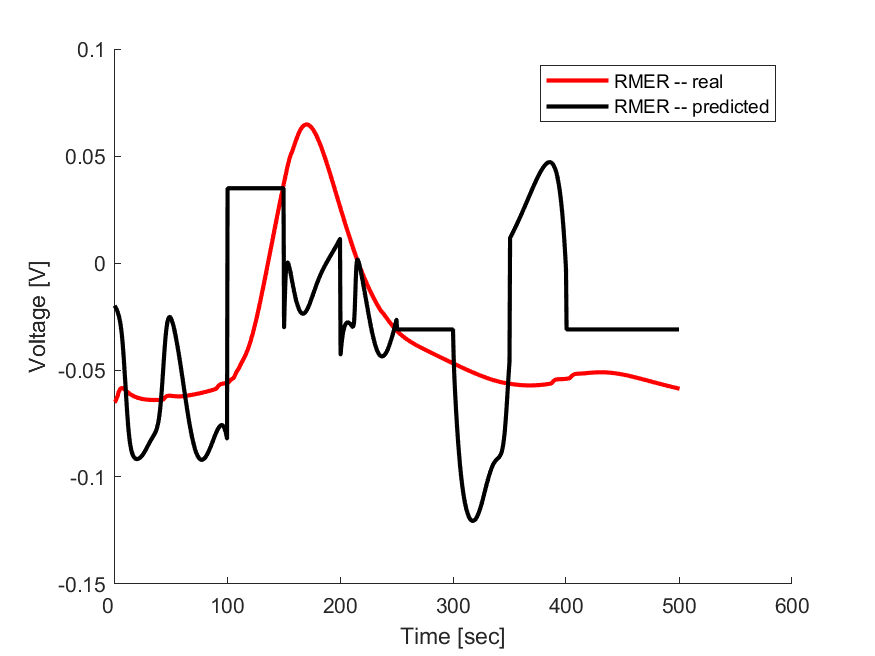 0.1
0.05
0
-0.05
-0.1
-0.15
Voltage [V]
RMER -- real
RMER -- predicted
0 100 200 300 400 500 600
Time [sec]